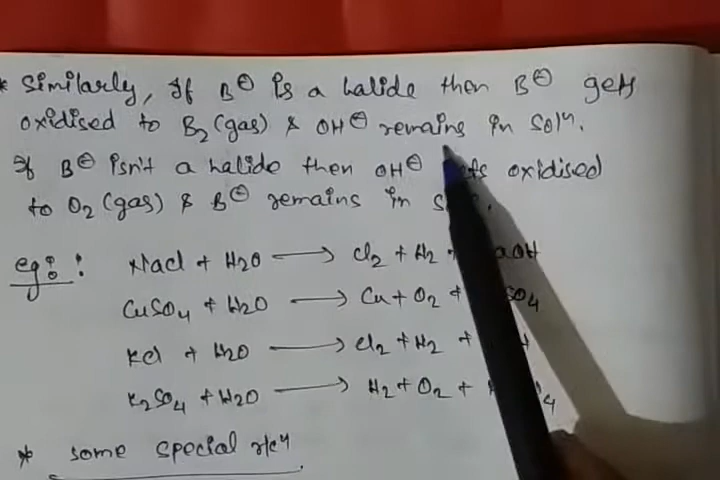 * Similarly, If B⊖ is a halide then B⊖ gets
oxidised to B2 (gas) & OH⊖ remains in Sol^n.
If B⊖ isn't a halide then OH⊖ oxidised
to O2 (gas) & B⊖ remains in
eg:
NaCl + H2O ⟶ Cl2 + H2 +
CuSO4 + H2O ⟶ Cu + O2 +
KCl + H2O ⟶ Cl2 + H2 +
K2SO4 + H2O ⟶ H2 + O2 +
* some special r/c^n